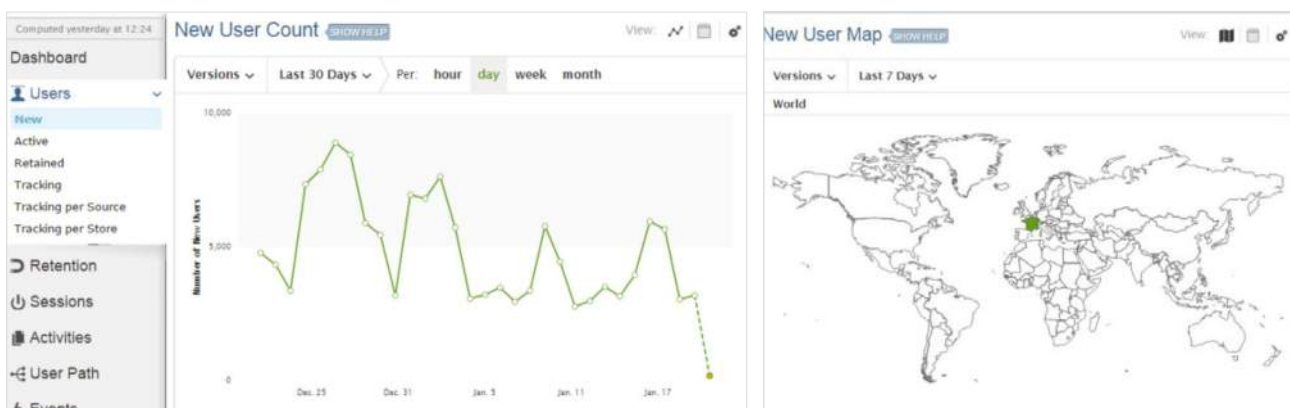 Computed yesterday at 12:24
Dashboard
Users
New
Active
Retained
Tracking
Tracking per Source
Tracking per Store
Retention
Sessions
Activities
User Path
Events
New User Count SHOW HELP
View:
Versions Last 30 Days Per: hour day week month
10,000
5,000
0
Number of New Users
Dec. 25 Dec. 31 Jan. 5 Jan. 11 Jan. 17
New User Map SHOW HELP
View:
Versions Last 7 Days
World